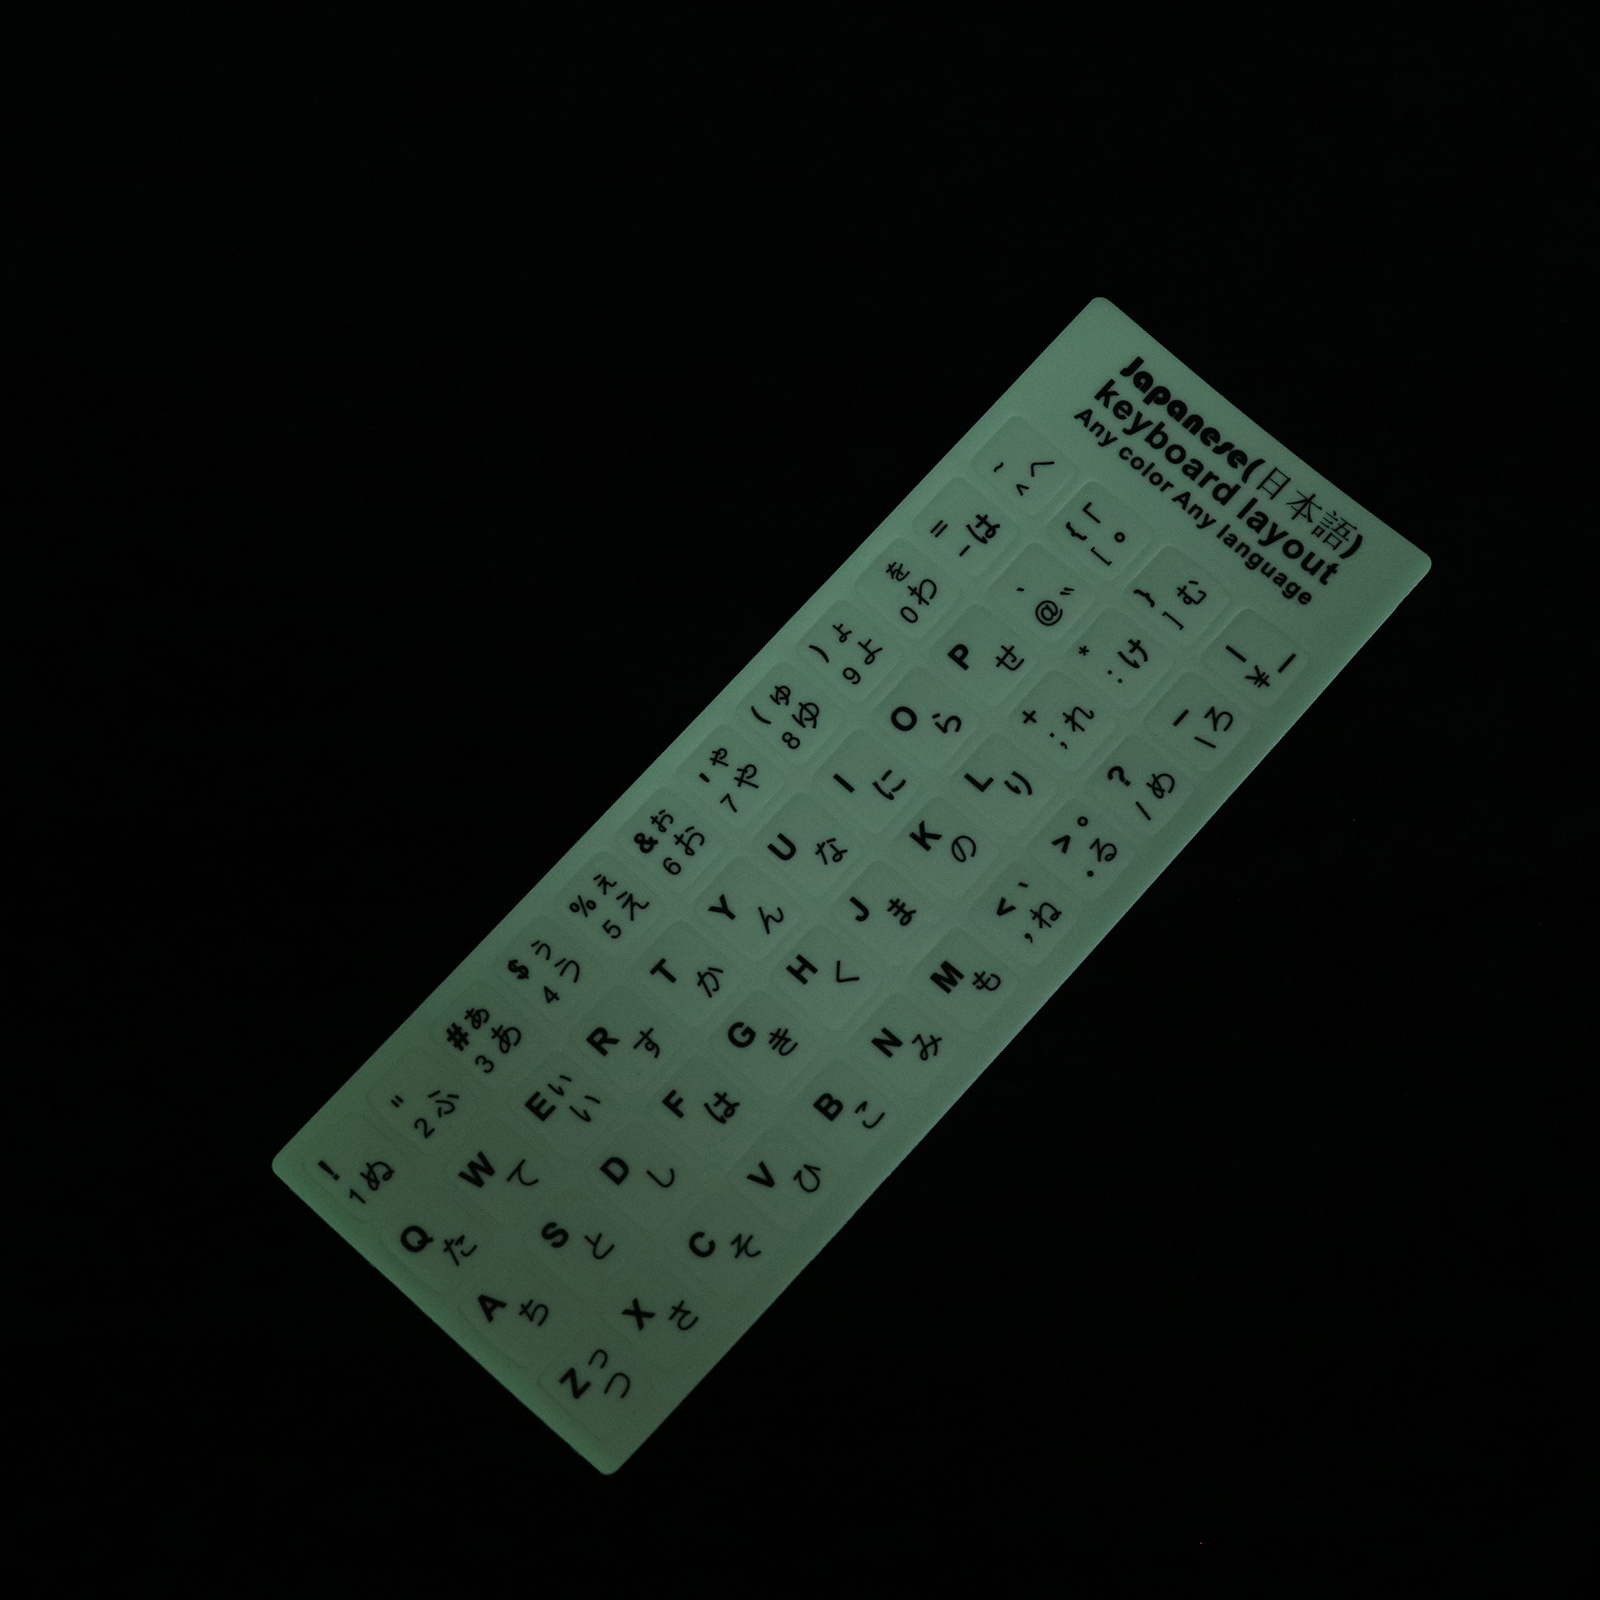 Japanese(日本語)
keyboard layout
Any color Any language
! 1 ぬ
" 2 ふ
# ぁ 3 あ
$ ぅ 4 う
% ぇ 5 え
& ぉ 6 お
' ゃ 7 や
( ゅ 8 ゆ
) ょ 9 よ
を 0 わ
= - は
~ ^ へ
Q た
W て
E ぃ い
R す
T か
Y ん
U な
I に
O ら
P せ
` @ ゛
{ 「 [ ゜
A ち
S と
D し
F は
G き
H く
J ま
K の
L り
+ ; れ
* : け
} ] む
Z っ つ
X さ
C そ
V ひ
B こ
N み
M も
< 、 , ね
> 。 . る
? / め
ろ